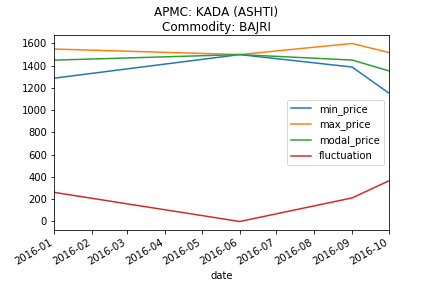 APMC: KADA (ASHTI)
Commodity: BAJRI
1600
1400
1200
1000
800
600
400
200
0
min_price
max_price
modal_price
fluctuation
2016-01
2016-02
2016-03
2016-04
2016-05
2016-06
2016-07
2016-08
2016-09
2016-10
date